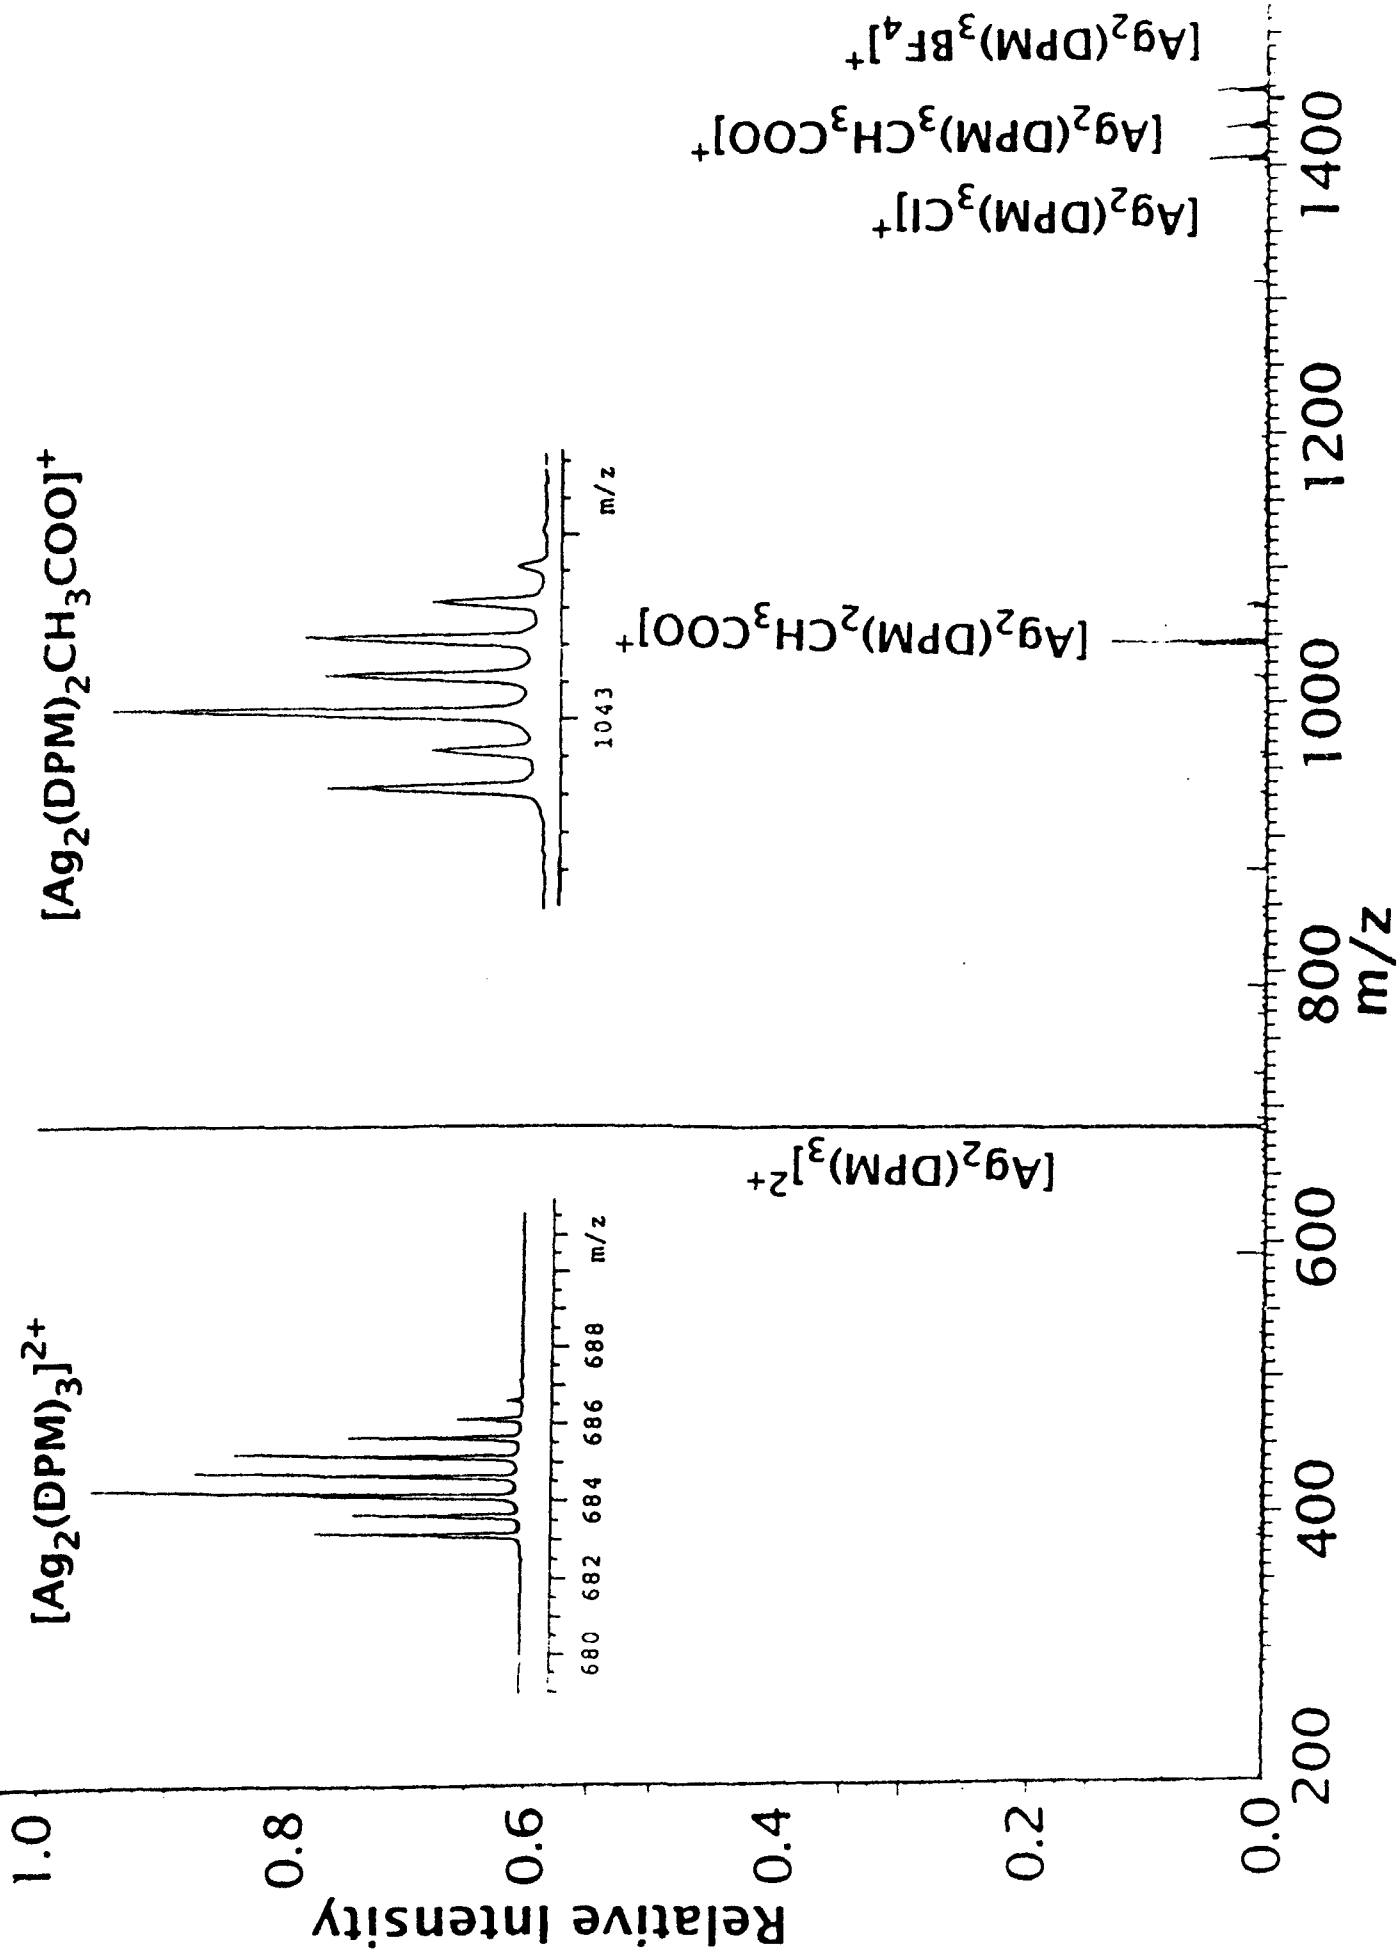 [Ag₂(DPM)₃]²⁺
[Ag₂(DPM)₂CH₃COO]⁺
680 682 684 686 688 m/z
1043 m/z
[Ag₂(DPM)₃]²⁺
[Ag₂(DPM)₂CH₃COO]⁺
[Ag₂(DPM)₃Cl]⁺
[Ag₂(DPM)₃CH₃COO]⁺
[Ag₂(DPM)₃BF₄]⁺
Relative Intensity
1.0
0.8
0.6
0.4
0.2
0.0
200 400 600 800 1000 1200 1400
m/z